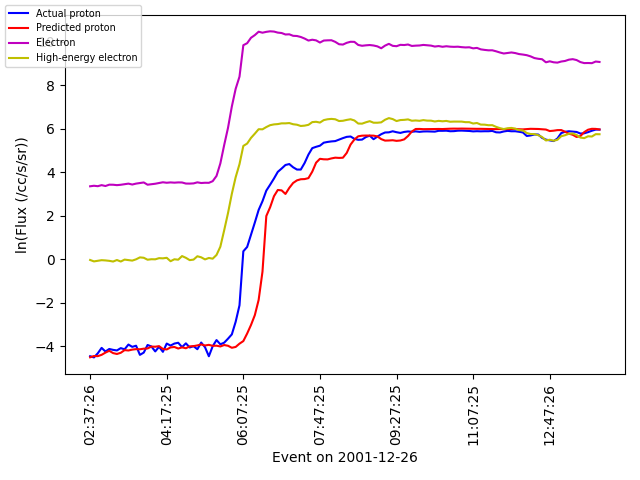 Actual proton
Predicted proton
Electron
High-energy electron
8
6
4
2
0
−2
−4
ln(Flux (/cc/s/sr))
02:37:26
04:17:25
06:07:25
07:47:25
09:27:25
11:07:25
12:47:26
Event on 2001-12-26